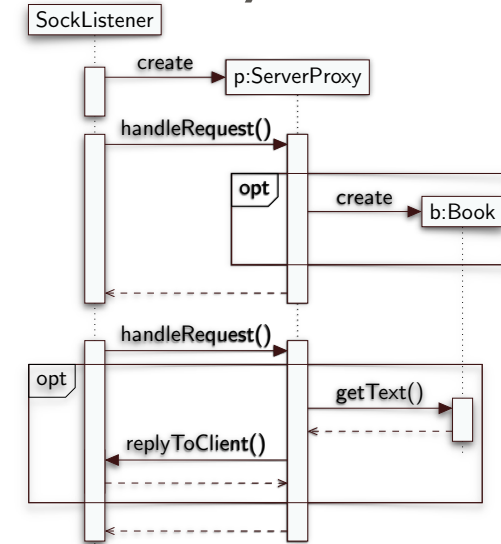 SockListener
create
p:ServerProxy
handleRequest()
opt
create
b:Book
handleRequest()
opt
getText()
replyToClient()